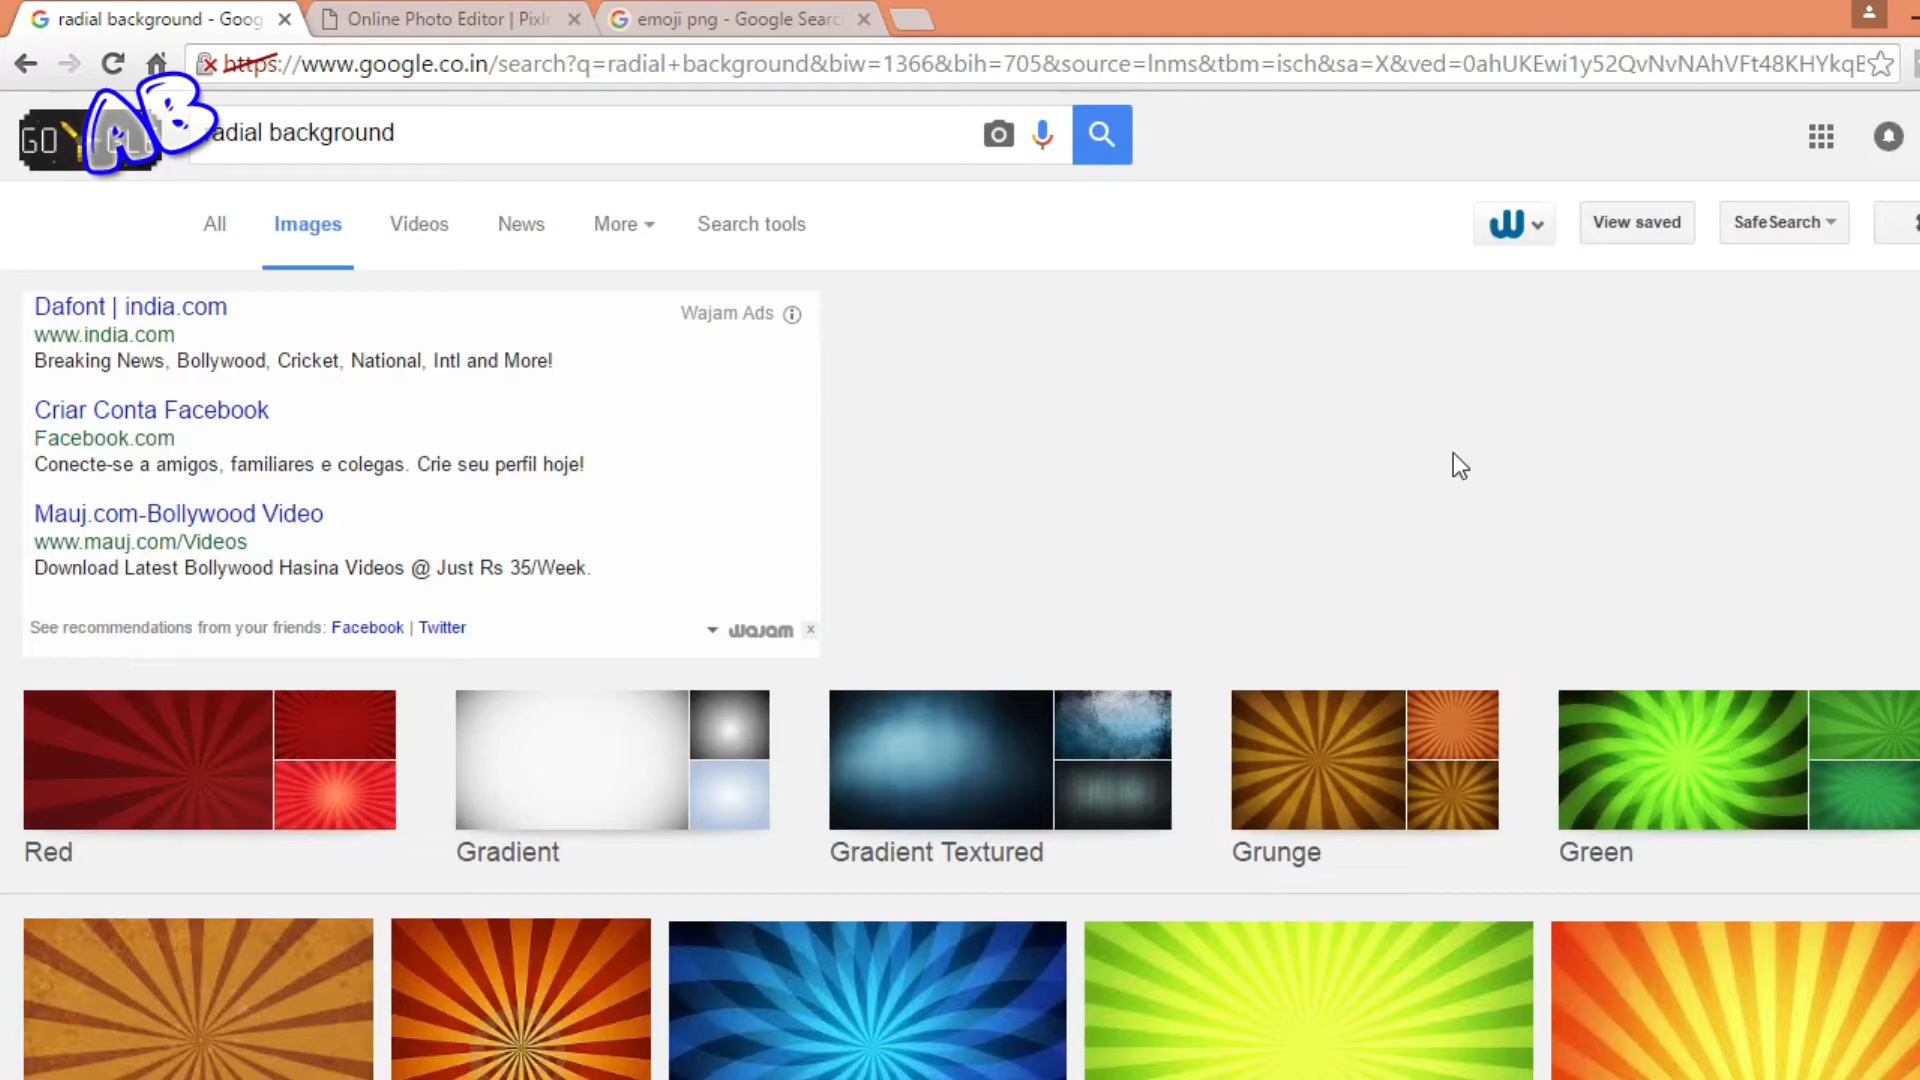 radial background - Goog
Online Photo Editor | Pixlr
emoji png - Google Searc
https://www.google.co.in/search?q=radial+background&biw=1366&bih=705&source=lnms&tbm=isch&sa=X&ved=0ahUKEwi1y52QvNvNAhVFt48KHYkqB
AB
GO
radial background
All
Images
Videos
News
More
Search tools
View saved
SafeSearch
Dafont | india.com
Wajam Ads
www.india.com
Breaking News, Bollywood, Cricket, National, Intl and More!
Criar Conta Facebook
Facebook.com
Conecte-se a amigos, familiares e colegas. Crie seu perfil hoje!
Mauj.com-Bollywood Video
www.mauj.com/Videos
Download Latest Bollywood Hasina Videos @ Just Rs 35/Week.
See recommendations from your friends: Facebook | Twitter
wajam
x
Red
Gradient
Gradient Textured
Grunge
Green